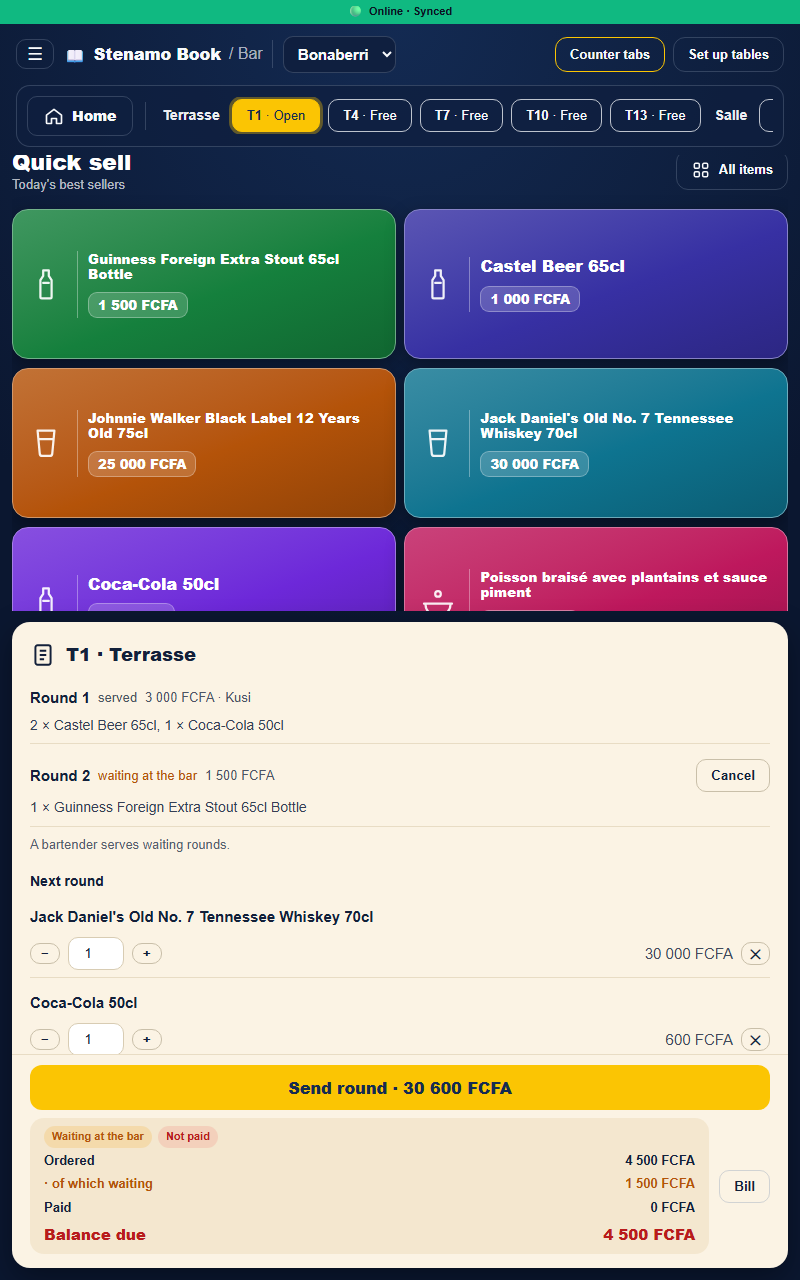 Online · Synced
☰ Stenamo Book / Bar Bonaberri Counter tabs Set up tables
Home Terrasse T1 · Open T4 · Free T7 · Free T10 · Free T13 · Free Salle
Quick sell
Today's best sellers
All items
Guinness Foreign Extra Stout 65cl
Bottle
1 500 FCFA
Castel Beer 65cl
1 000 FCFA
Johnnie Walker Black Label 12 Years
Old 75cl
25 000 FCFA
Jack Daniel's Old No. 7 Tennessee
Whiskey 70cl
30 000 FCFA
Coca-Cola 50cl
Poisson braisé avec plantains et sauce
piment
T1 · Terrasse
Round 1 served 3 000 FCFA · Kusi
2 × Castel Beer 65cl, 1 × Coca-Cola 50cl
Round 2 waiting at the bar 1 500 FCFA Cancel
1 × Guinness Foreign Extra Stout 65cl Bottle
A bartender serves waiting rounds.
Next round
Jack Daniel's Old No. 7 Tennessee Whiskey 70cl
− 1 + 30 000 FCFA ×
Coca-Cola 50cl
− 1 + 600 FCFA ×
Send round · 30 600 FCFA
Waiting at the bar Not paid
Ordered 4 500 FCFA
· of which waiting 1 500 FCFA
Paid 0 FCFA
Balance due 4 500 FCFA
Bill